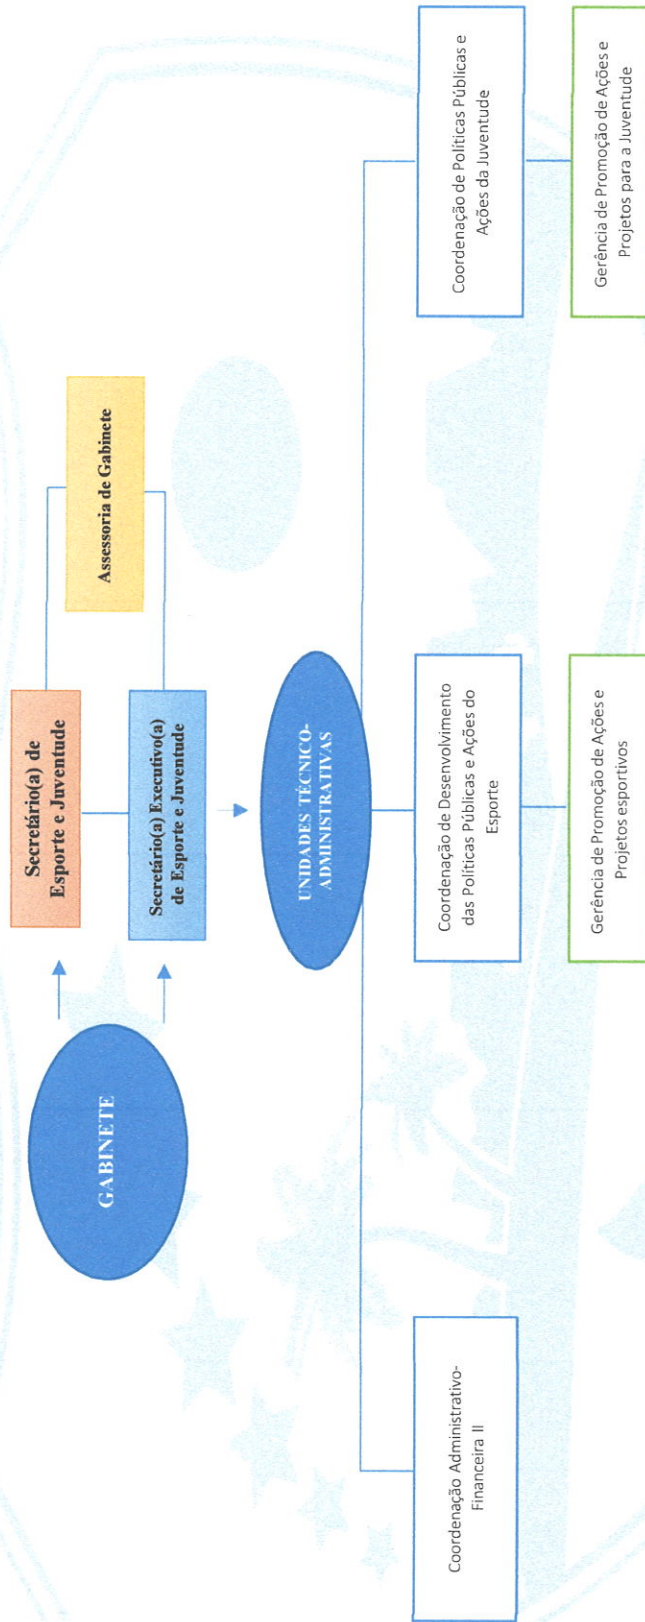 Secretário(a) de
Esporte e Juventude
Assessoria de Gabinete
GABINETE
Secretário(a) Executivo(a)
de Esporte e Juventude
UNIDADES TÉCNICO-
ADMINISTRATIVAS
Coordenação Administrativo-
Financeira II
Coordenação de Desenvolvimento
das Políticas Públicas e Ações do
Esporte
Coordenação de Políticas Públicas e
Ações da Juventude
Gerência de Promoção de Ações e
Projetos esportivos
Gerência de Promoção de Ações e
Projetos para a Juventude